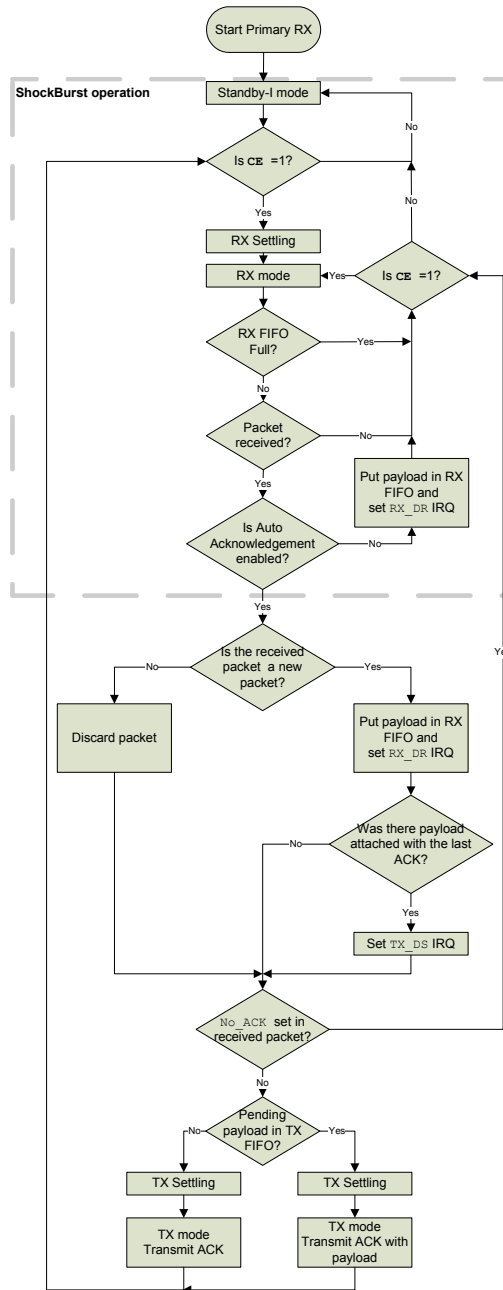 Start Primary RX
ShockBurst operation
Standby-I mode
No
Is CE =1?
No
Yes
RX Settling
RX mode
Yes
Is CE =1?
RX FIFO
Full?
Yes
No
Packet
received?
No
Put payload in RX
FIFO and
set RX_DR IRQ
Yes
Is Auto
Acknowledgement
enabled?
No
Yes
Is the received
packet a new
packet?
No
Yes
Discard packet
Put payload in RX
FIFO and
set RX_DR IRQ
Was there payload
attached with the last
ACK?
No
Yes
Set TX_DS IRQ
No_ACK set in
received packet?
No
Pending
payload in TX
FIFO?
No
Yes
TX Settling
TX Settling
TX mode
Transmit ACK
TX mode
Transmit ACK with
payload